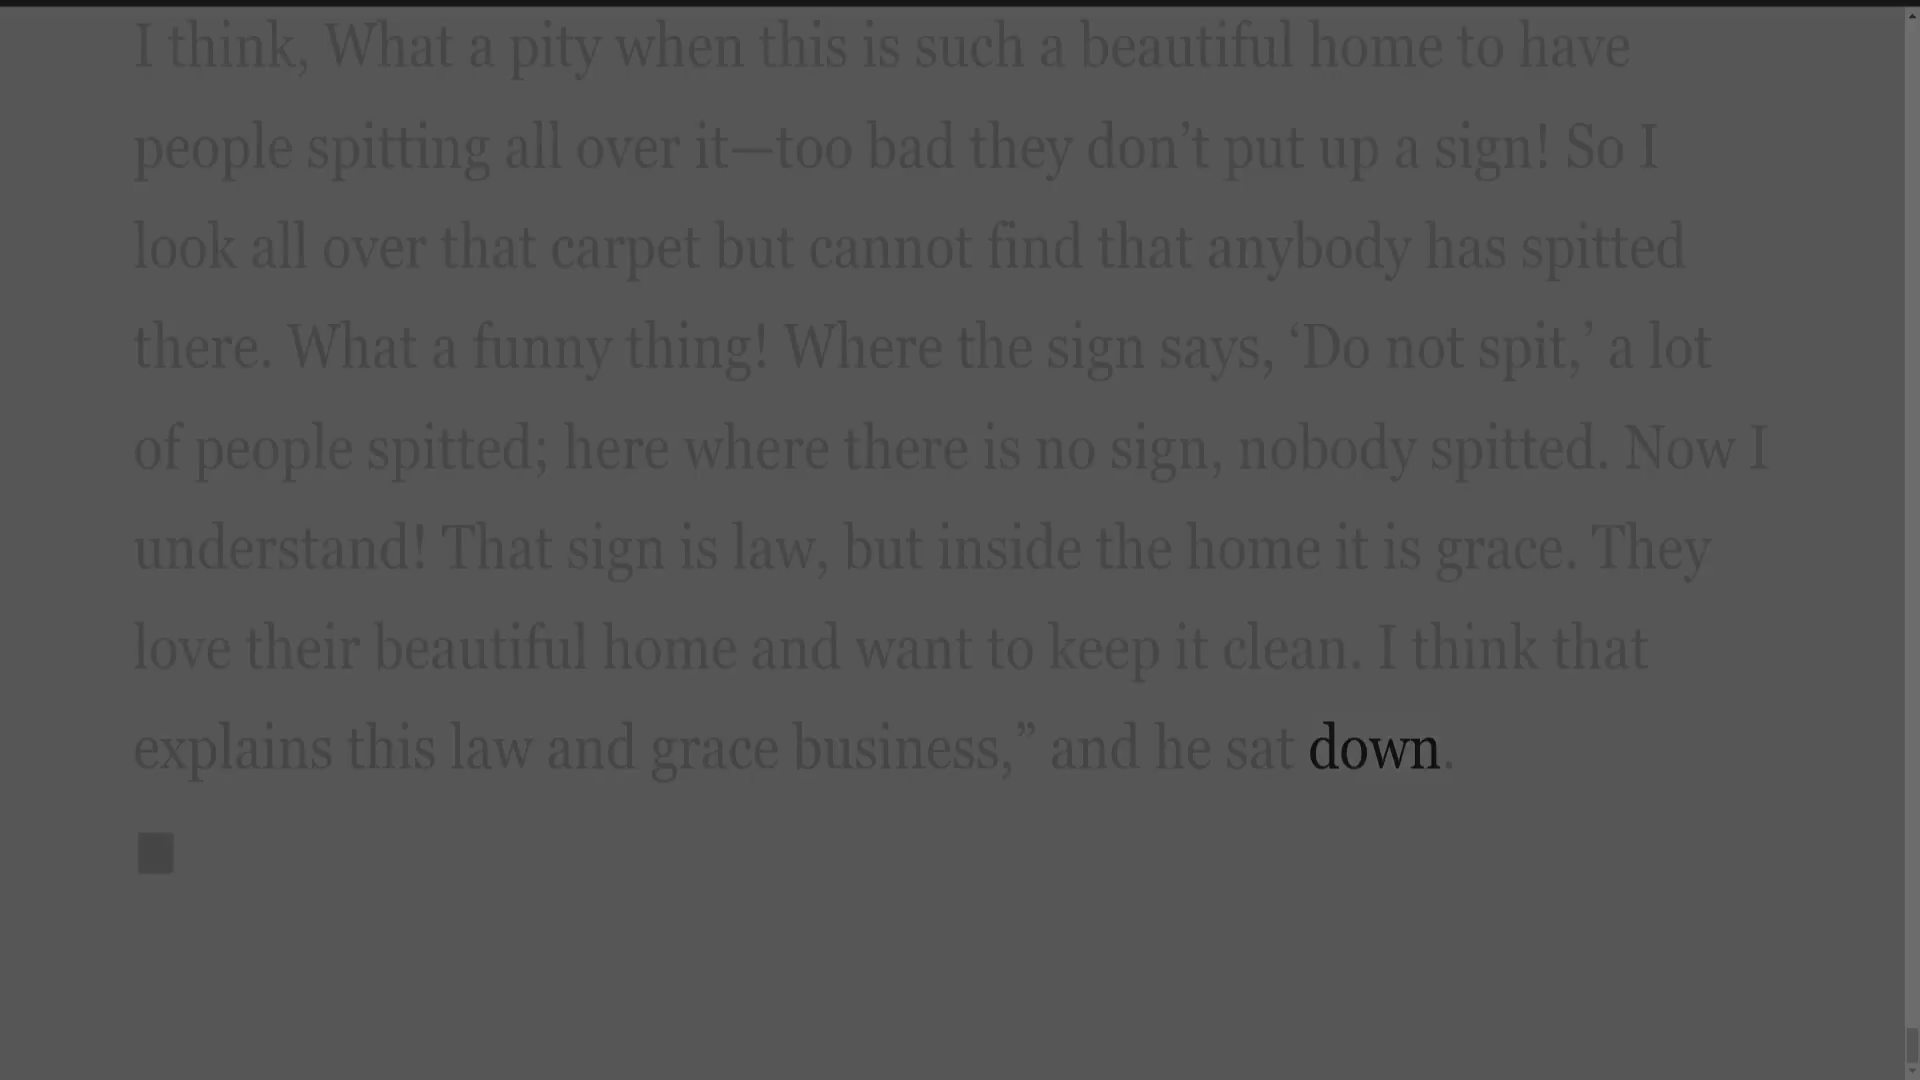 I think, What a pity when this is such a beautiful home to have
people spitting all over it—too bad they don’t put up a sign! So I
look all over that carpet but cannot find that anybody has spitted
there. What a funny thing! Where the sign says, ‘Do not spit,’ a lot
of people spitted; here where there is no sign, nobody spitted. Now I
understand! That sign is law, but inside the home it is grace. They
love their beautiful home and want to keep it clean. I think that
explains this law and grace business,” and he sat down.